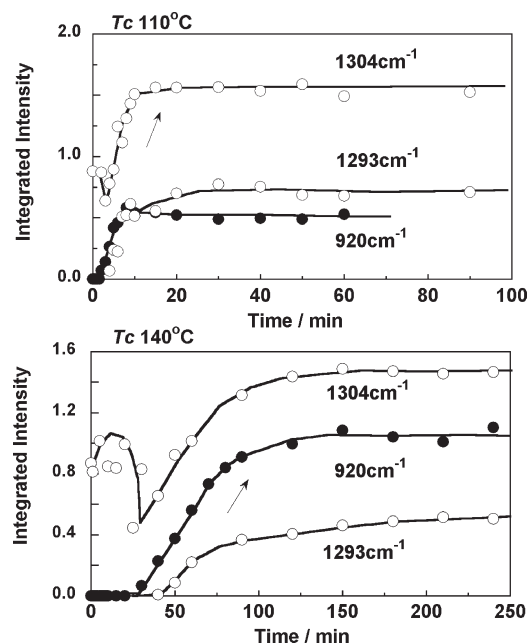 Tc 110°C
2.0
1.0
0.0
Integrated Intensity
1304cm⁻¹
1293cm⁻¹
920cm⁻¹
0 20 40 60 80 100
Time / min
Tc 140°C
1.6
1.2
0.8
0.4
0.0
Integrated Intensity
1304cm⁻¹
920cm⁻¹
1293cm⁻¹
0 50 100 150 200 250
Time / min